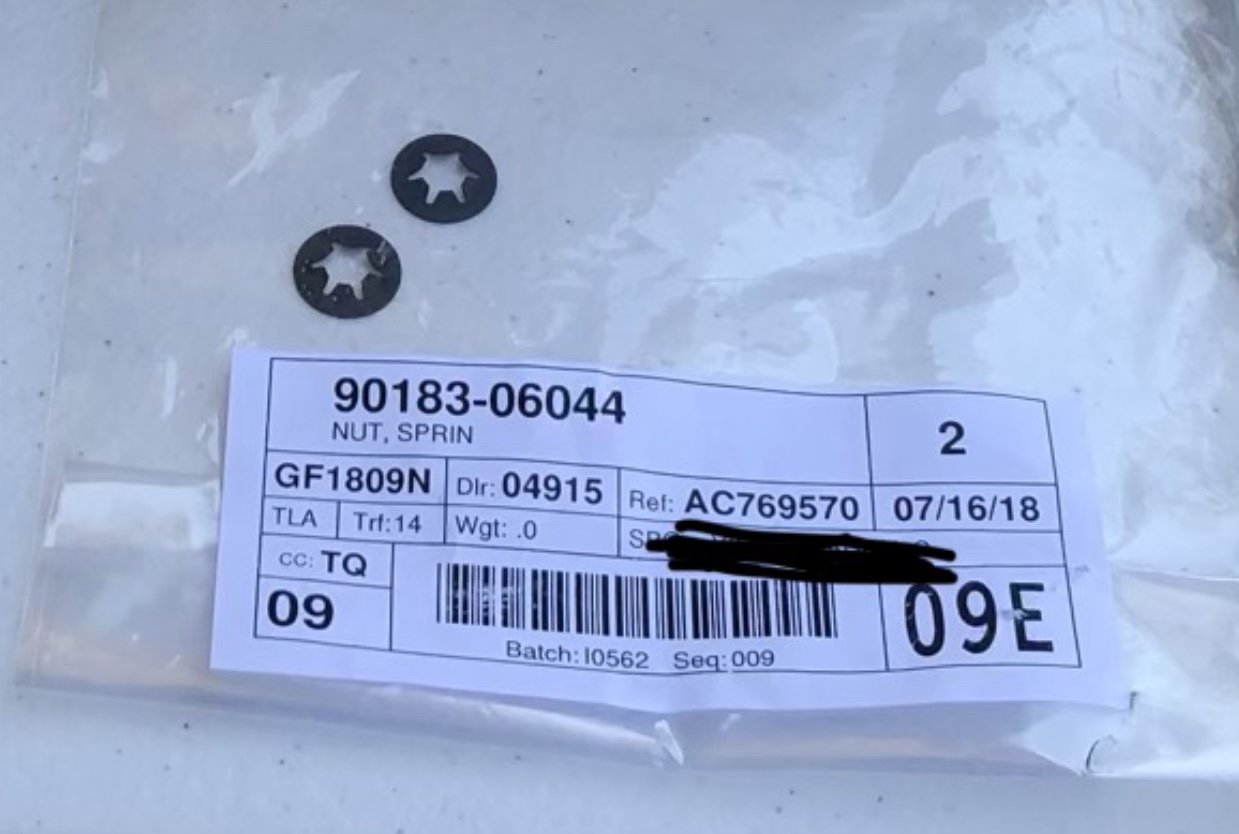 90183-06044
NUT, SPRIN
2
GF1809N
Dlr: 04915
Ref: AC769570
07/16/18
TLA
Trf:14
Wgt: .0
CC: TQ
09
09E
Batch:I0562 Seq:009